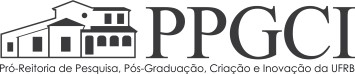 PPGCI
Pró-Reitoria de Pesquisa, Pós-Graduação, Criação e Inovação da UFRB